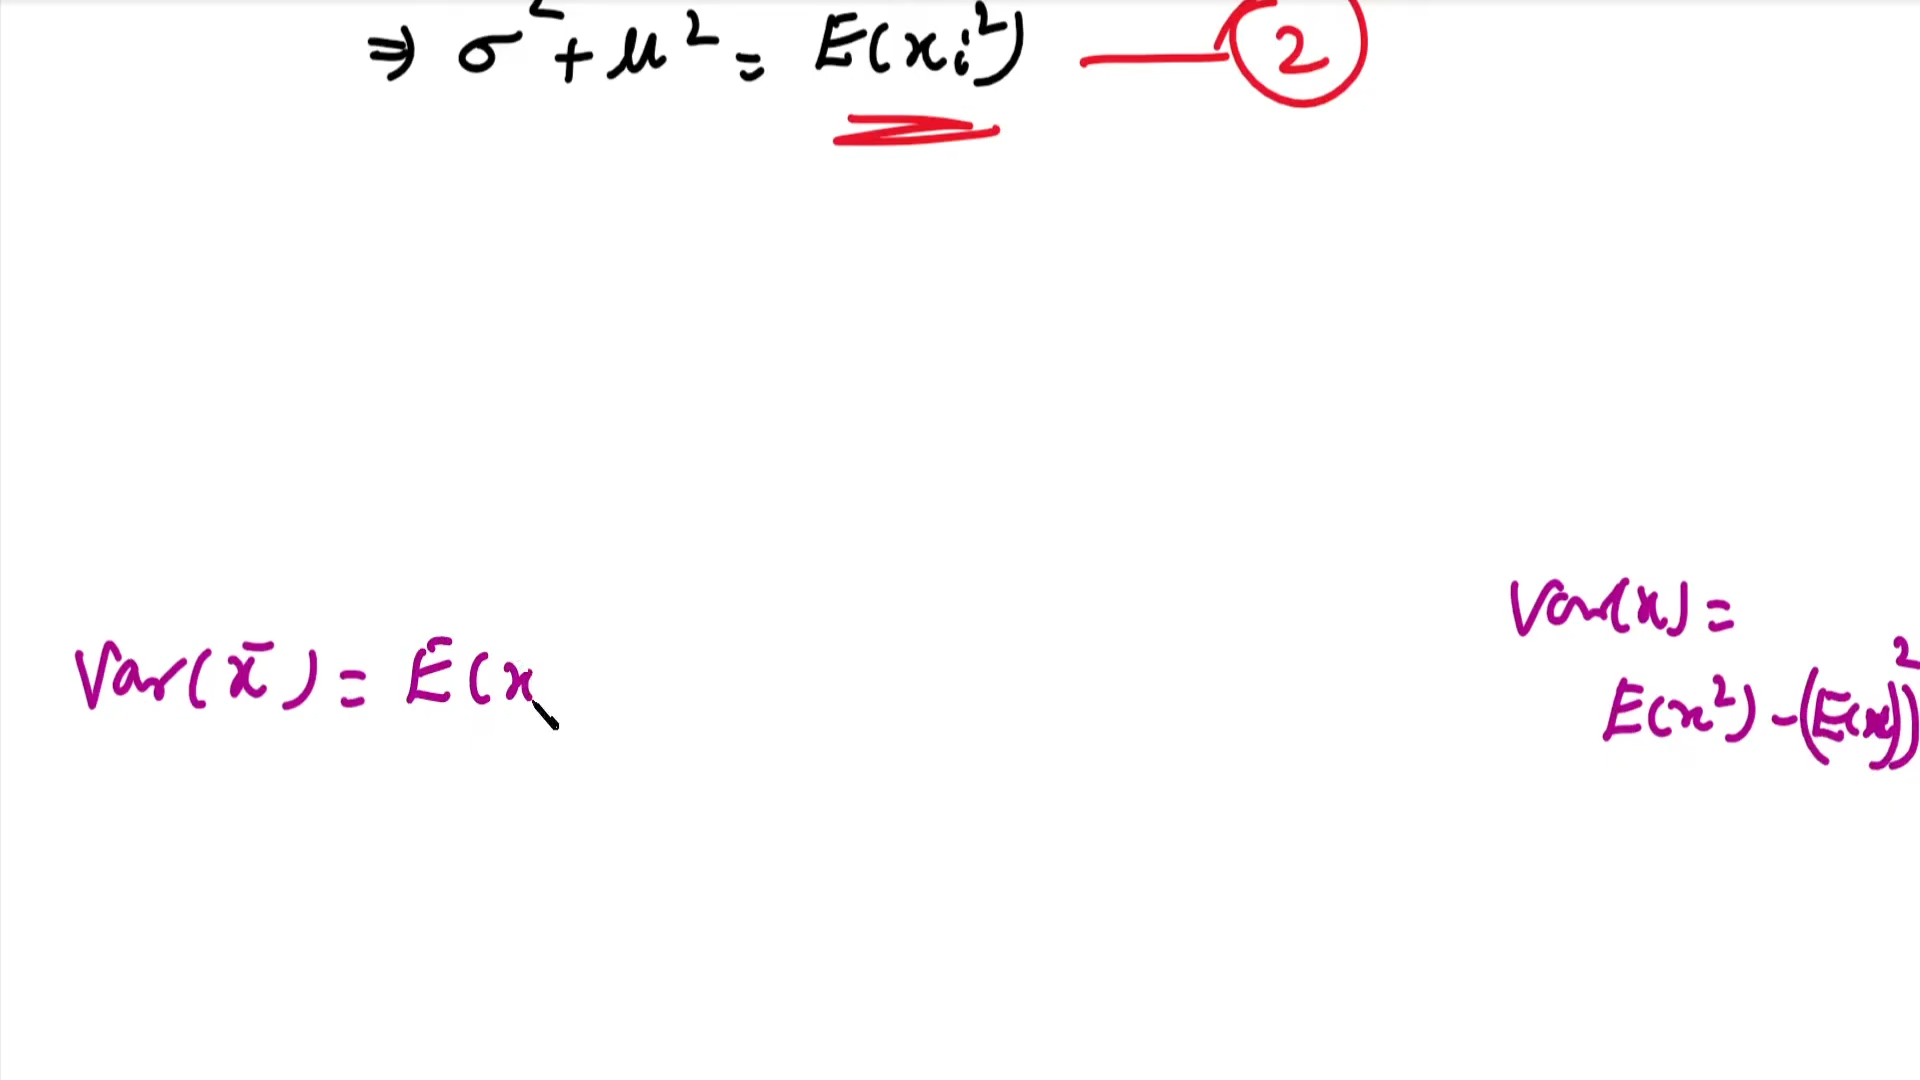 ⇒ σ² + μ² = E(xᵢ²) — 2
Var(x) =
Var(x̄) = E(x
E(x²) - (E(x))²